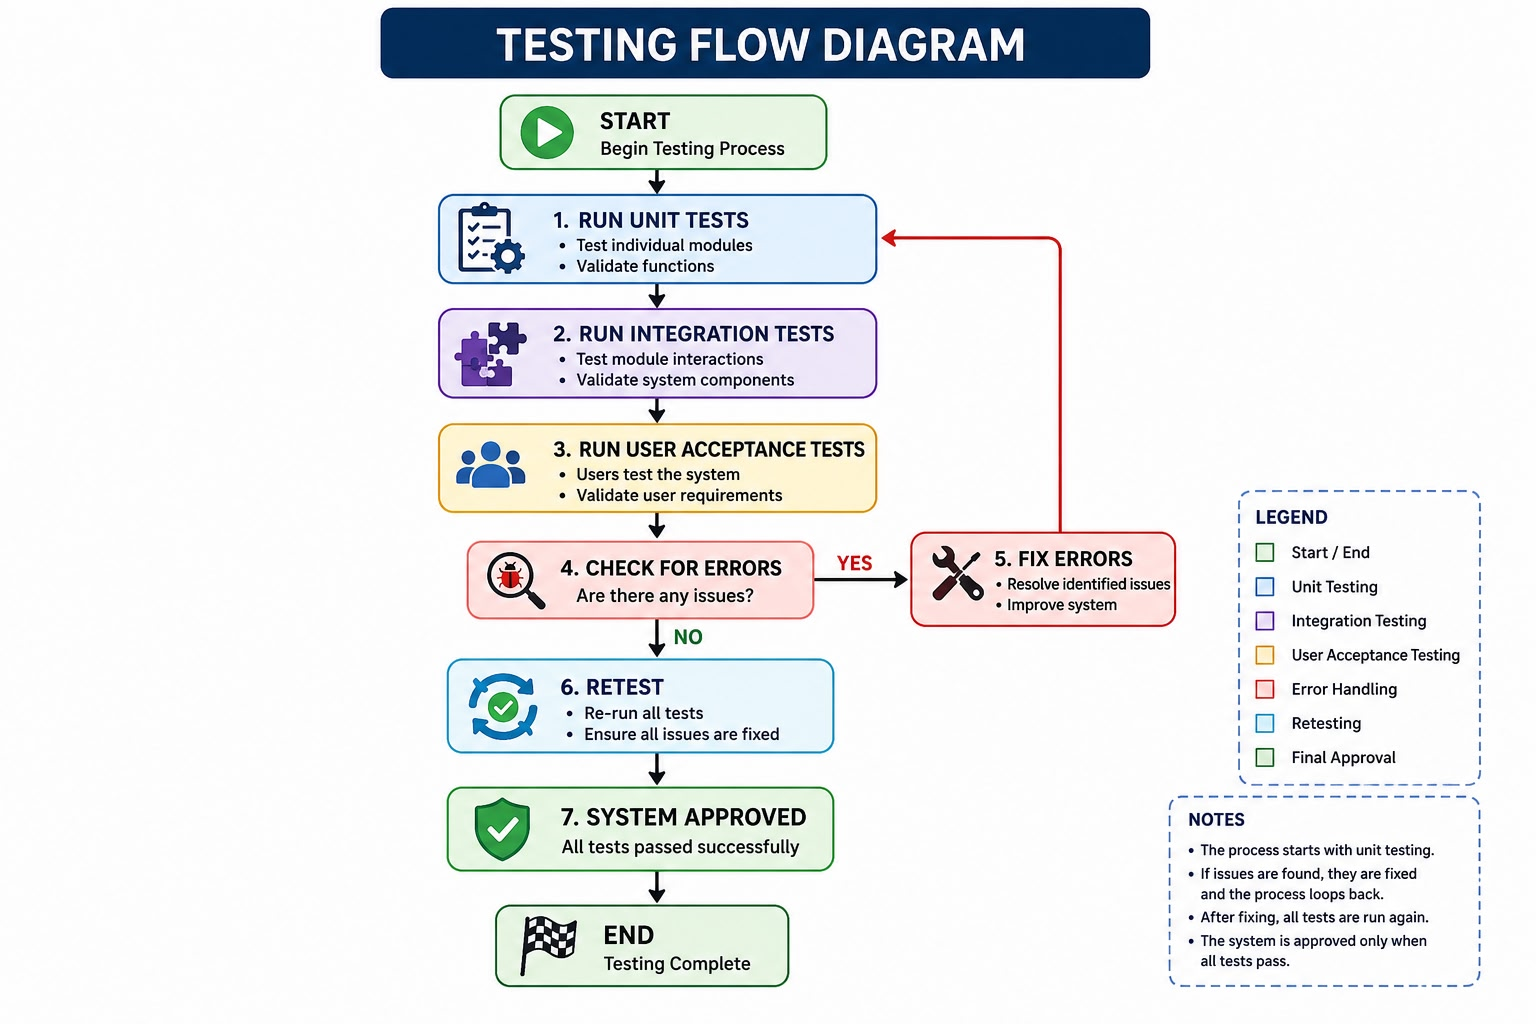 TESTING FLOW DIAGRAM
START
Begin Testing Process
1. RUN UNIT TESTS
• Test individual modules
• Validate functions
2. RUN INTEGRATION TESTS
• Test module interactions
• Validate system components
3. RUN USER ACCEPTANCE TESTS
• Users test the system
• Validate user requirements
4. CHECK FOR ERRORS
Are there any issues?
YES
5. FIX ERRORS
• Resolve identified issues
• Improve system
NO
6. RETEST
• Re-run all tests
• Ensure all issues are fixed
7. SYSTEM APPROVED
All tests passed successfully
END
Testing Complete
LEGEND
Start / End
Unit Testing
Integration Testing
User Acceptance Testing
Error Handling
Retesting
Final Approval
NOTES
• The process starts with unit testing.
• If issues are found, they are fixed
and the process loops back.
• After fixing, all tests are run again.
• The system is approved only when
all tests pass.